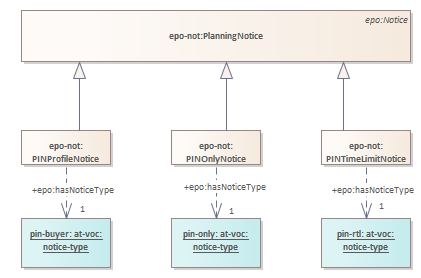 epo:Notice
epo-not:PlanningNotice
epo-not:
PINProfileNotice
epo-not:
PINOnlyNotice
epo-not:
PINTimeLimitNotice
+epo:hasNoticeType
1
+epo:hasNoticeType
1
+epo:hasNoticeType
1
pin-buyer: at-voc:
notice-type
pin-only: at-voc:
notice-type
pin-rtl: at-voc:
notice-type